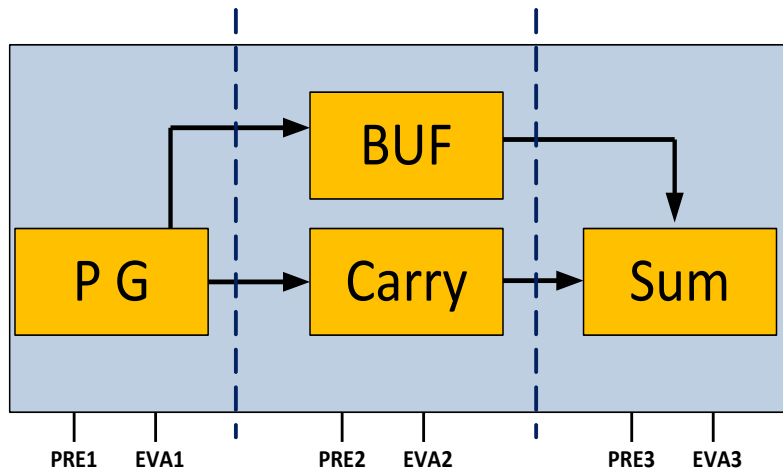 BUF
P G
Carry
Sum
PRE1
EVA1
PRE2
EVA2
PRE3
EVA3